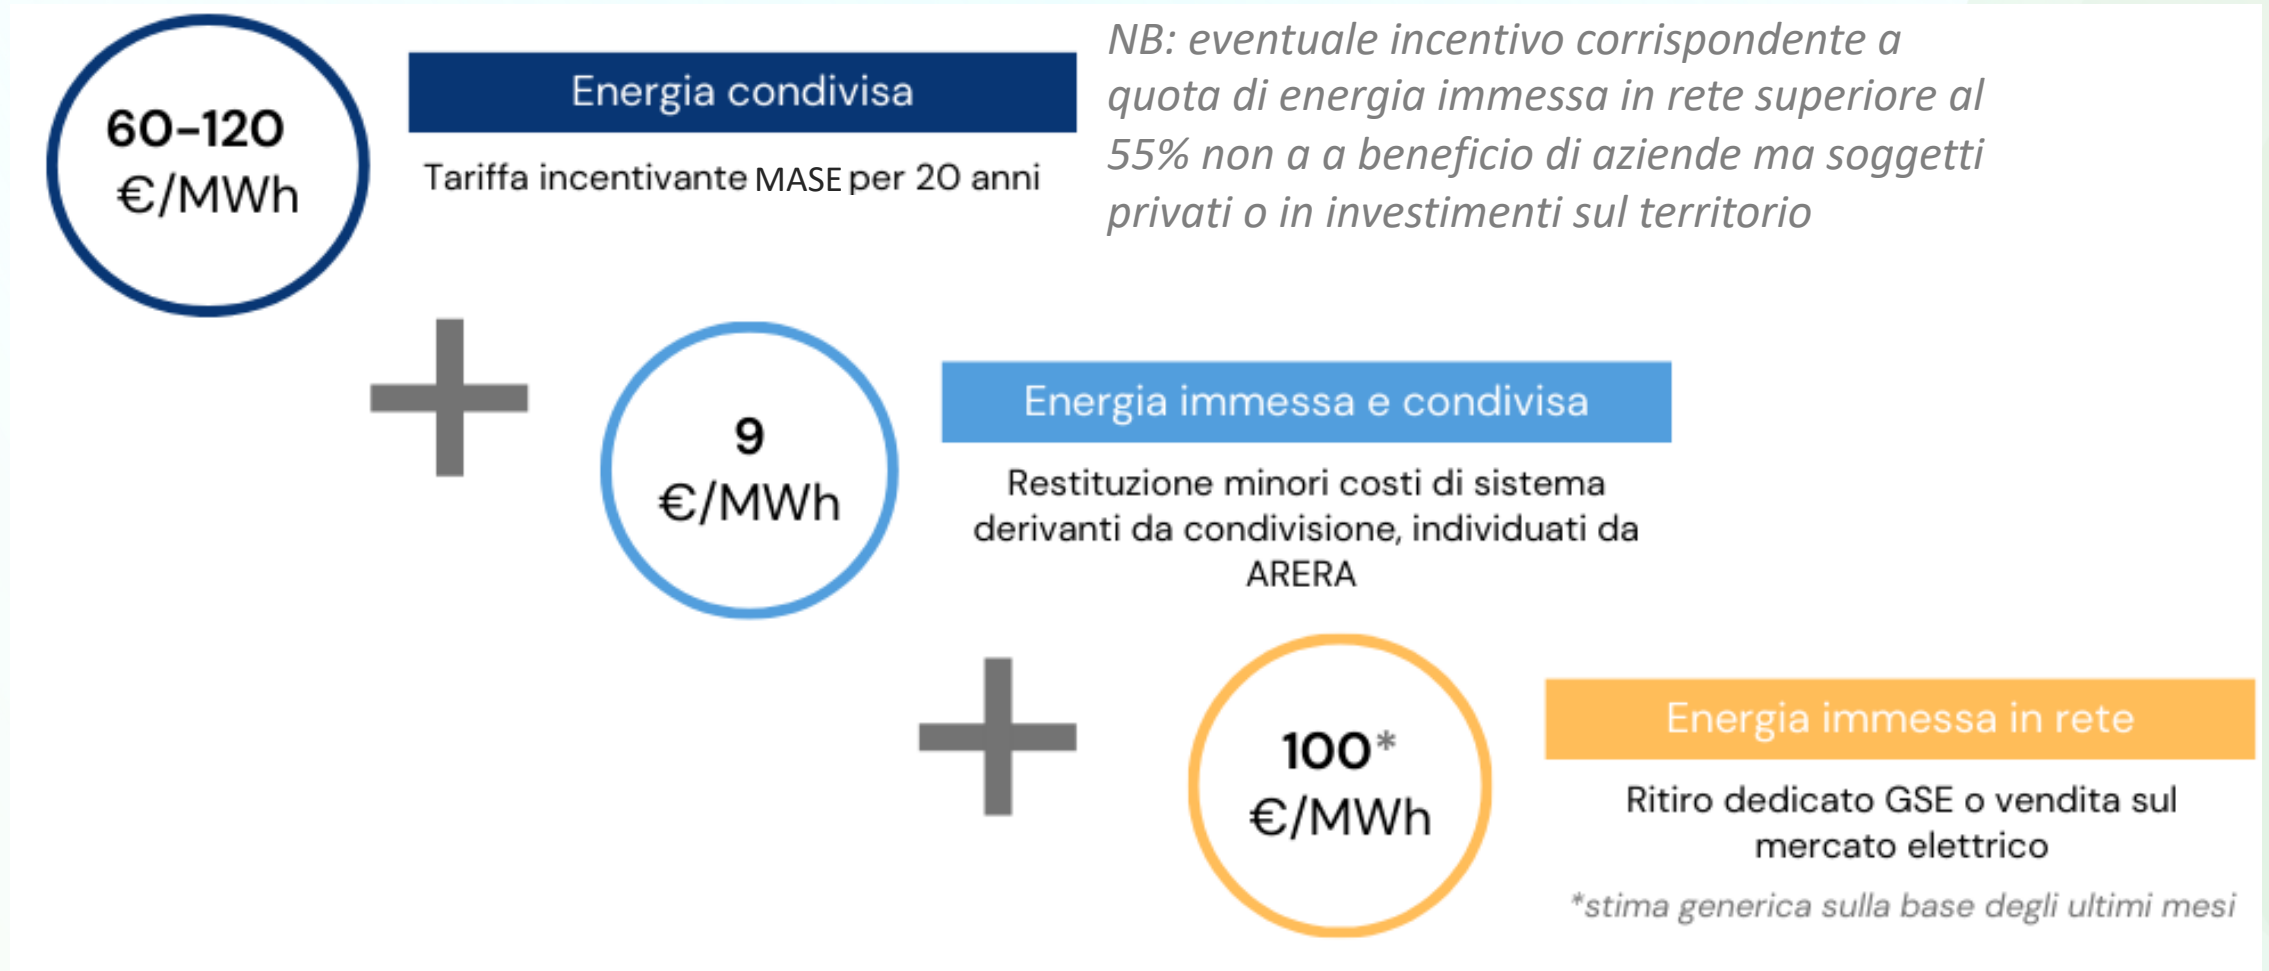 60-120
€/MWh
Energia condivisa
Tariffa incentivante MASE per 20 anni
NB: eventuale incentivo corrispondente a
quota di energia immessa in rete superiore al
55% non a a beneficio di aziende ma soggetti
privati o in investimenti sul territorio
9
€/MWh
Energia immessa e condivisa
Restituzione minori costi di sistema
derivanti da condivisione, individuati da
ARERA
100*
€/MWh
Energia immessa in rete
Ritiro dedicato GSE o vendita sul
mercato elettrico
*stima generica sulla base degli ultimi mesi